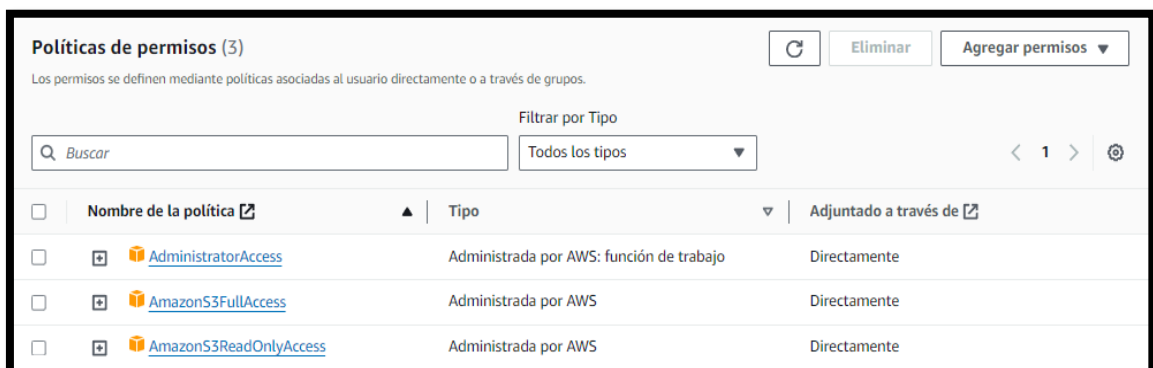 Políticas de permisos (3)
Eliminar
Agregar permisos
Los permisos se definen mediante políticas asociadas al usuario directamente o a través de grupos.
Filtrar por Tipo
Buscar
Todos los tipos
1
Nombre de la política
Tipo
Adjuntado a través de
AdministratorAccess
Administrada por AWS: función de trabajo
Directamente
AmazonS3FullAccess
Administrada por AWS
Directamente
AmazonS3ReadOnlyAccess
Administrada por AWS
Directamente